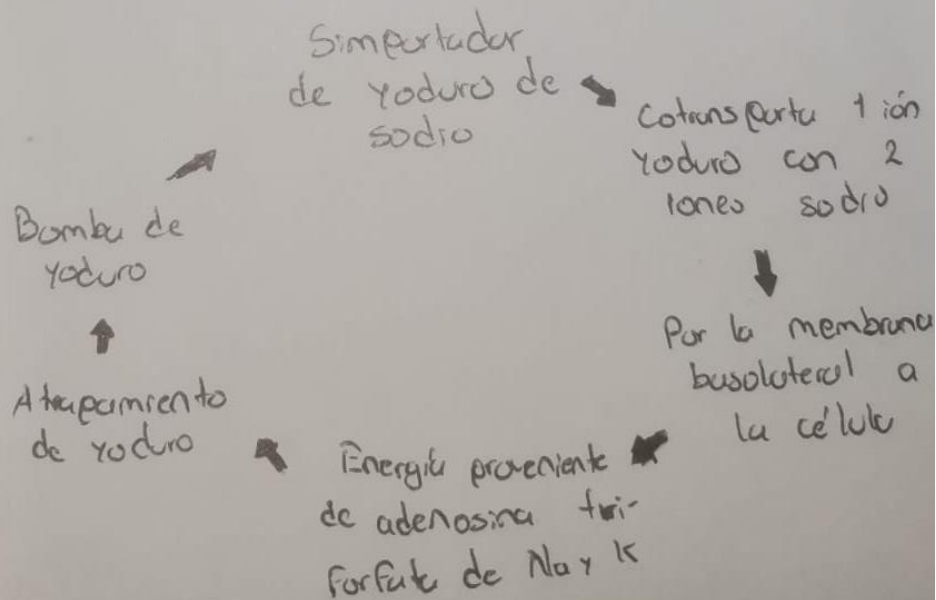 Simportador
de yoduro de
sodio
Cotransporta 1 ión
yoduro con 2
iones sodio
Por la membrana
basolateral a
la célula
Energía proveniente
de adenosina tri-
forfato de Na y K
Atrapamiento
de yoduro
Bomba de
yoduro